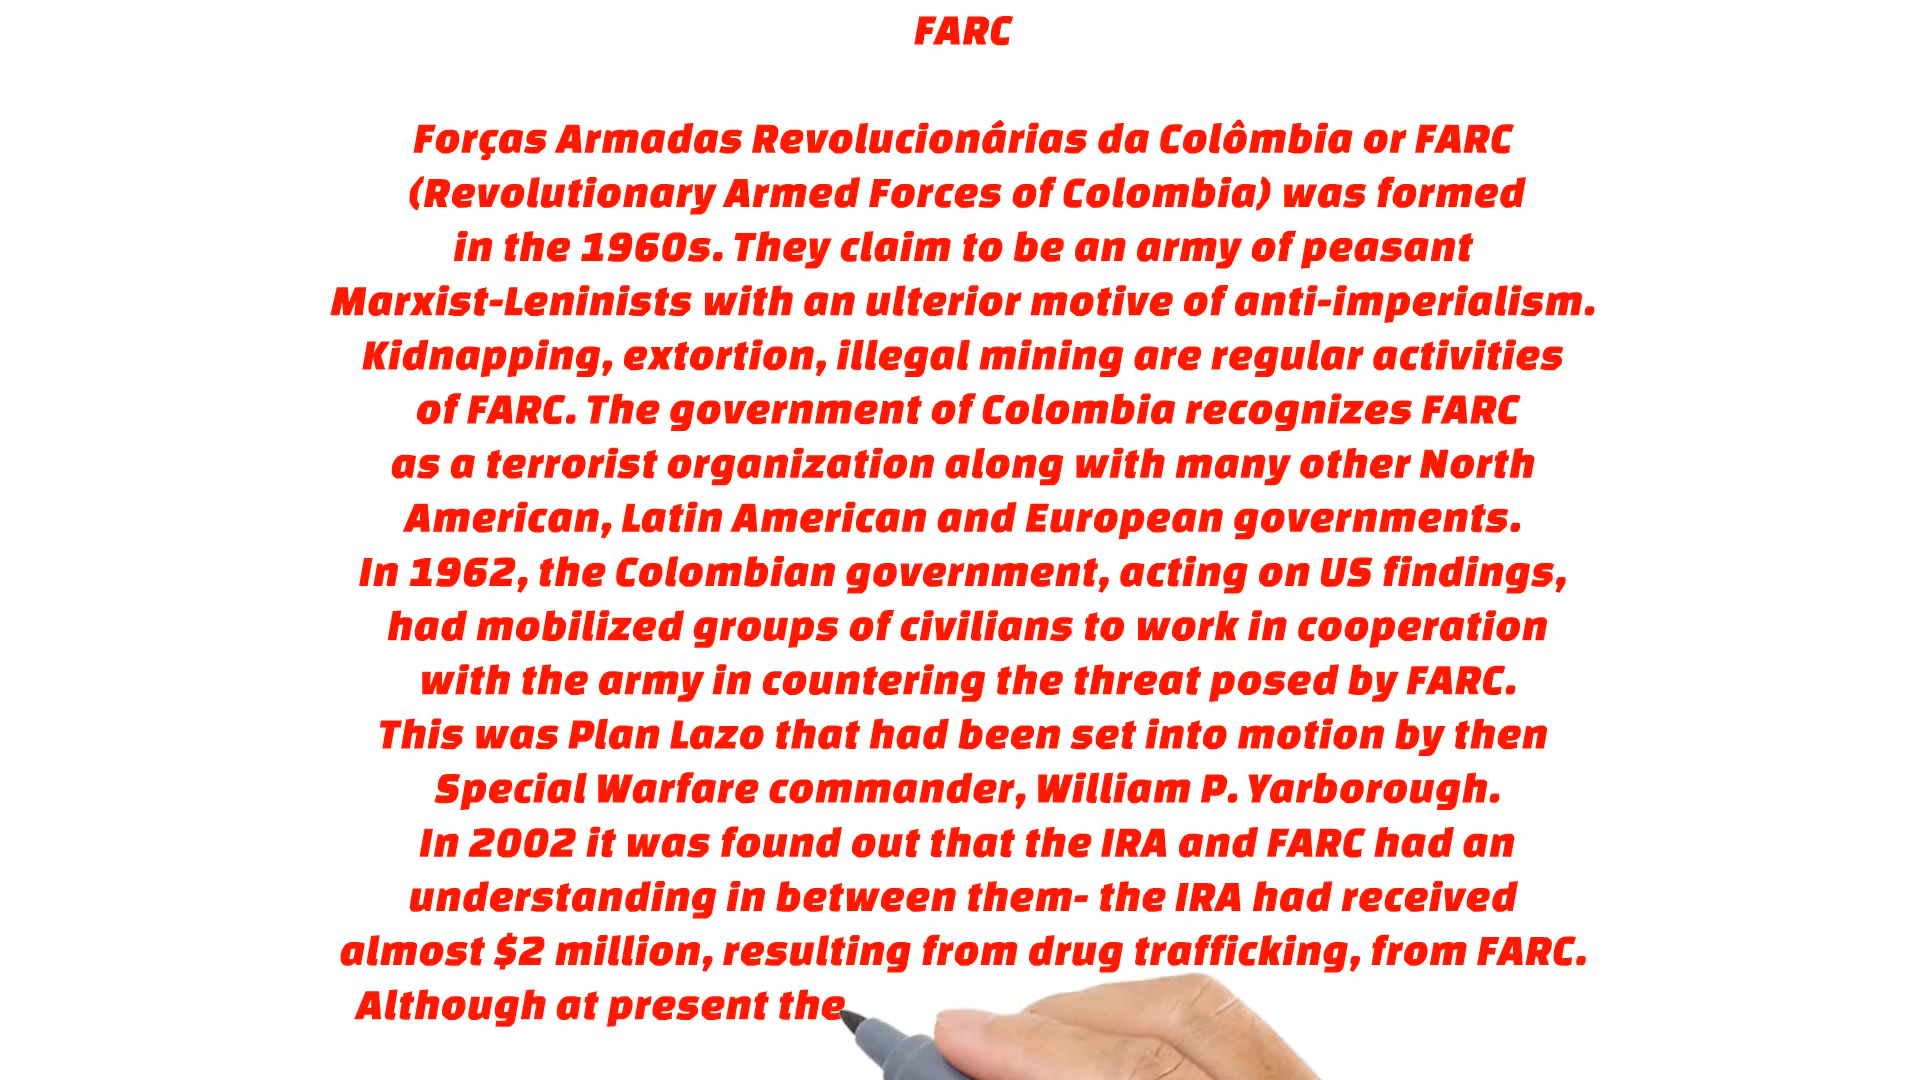 FARC
Forças Armadas Revolucionárias da Colômbia or FARC
(Revolutionary Armed Forces of Colombia) was formed
in the 1960s. They claim to be an army of peasant
Marxist-Leninists with an ulterior motive of anti-imperialism.
Kidnapping, extortion, illegal mining are regular activities
of FARC. The government of Colombia recognizes FARC
as a terrorist organization along with many other North
American, Latin American and European governments.
In 1962, the Colombian government, acting on US findings,
had mobilized groups of civilians to work in cooperation
with the army in countering the threat posed by FARC.
This was Plan Lazo that had been set into motion by then
Special Warfare commander, William P. Yarborough.
In 2002 it was found out that the IRA and FARC had an
understanding in between them- the IRA had received
almost $2 million, resulting from drug trafficking, from FARC.
Although at present the